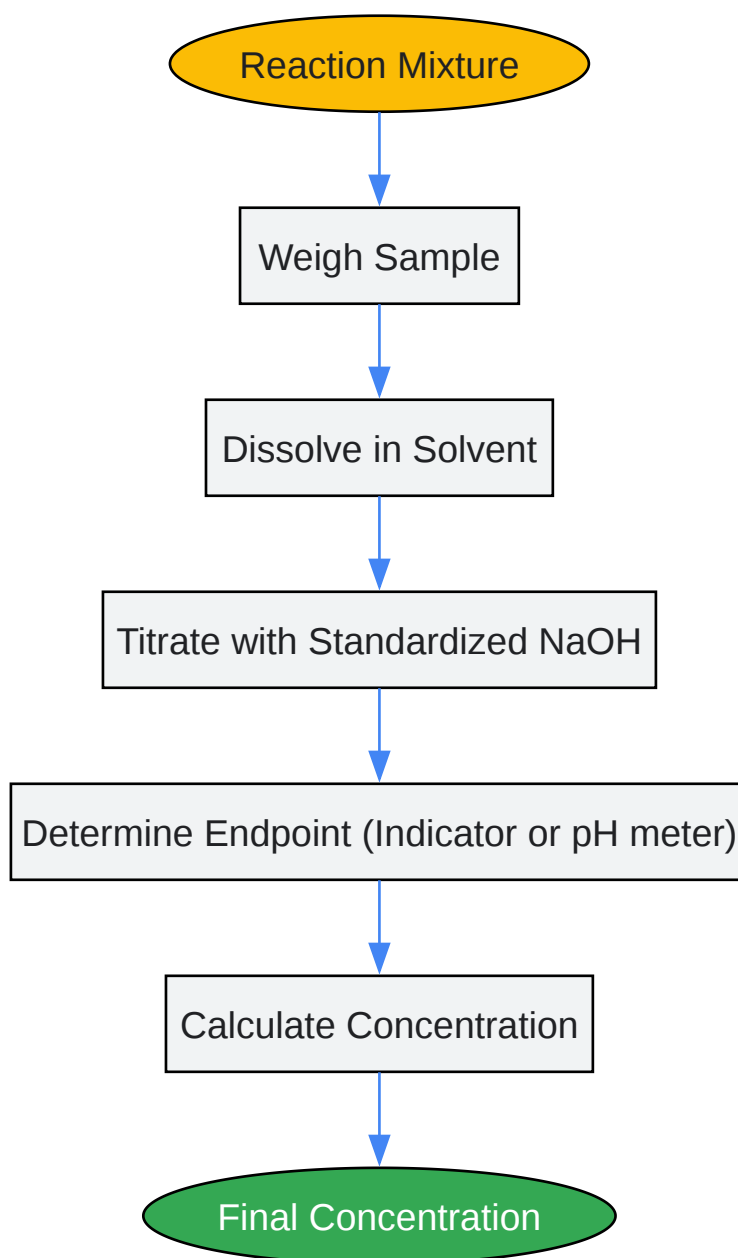 Reaction Mixture
Weigh Sample
Dissolve in Solvent
Titrate with Standardized NaOH
Determine Endpoint (Indicator or pH meter)
Calculate Concentration
Final Concentration